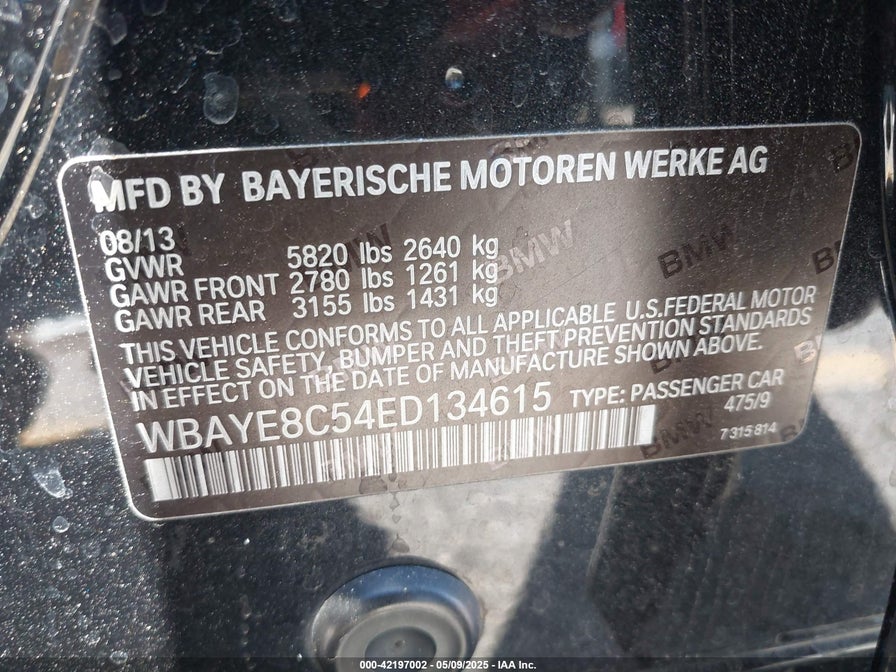 MFD BY BAYERISCHE MOTOREN WERKE AG
08/13
GVWR 5820 lbs 2640 kg
GAWR FRONT 2780 lbs 1261 kg
GAWR REAR 3155 lbs 1431 kg
THIS VEHICLE CONFORMS TO ALL APPLICABLE U.S.FEDERAL MOTOR
VEHICLE SAFETY, BUMPER AND THEFT PREVENTION STANDARDS
IN EFFECT ON THE DATE OF MANUFACTURE SHOWN ABOVE.
WBAYE8C54ED134615 TYPE: PASSENGER CAR
475/9
7 315 814
BMW
BMW
BMW
000-42197002 - 05/09/2025 - IAA Inc.